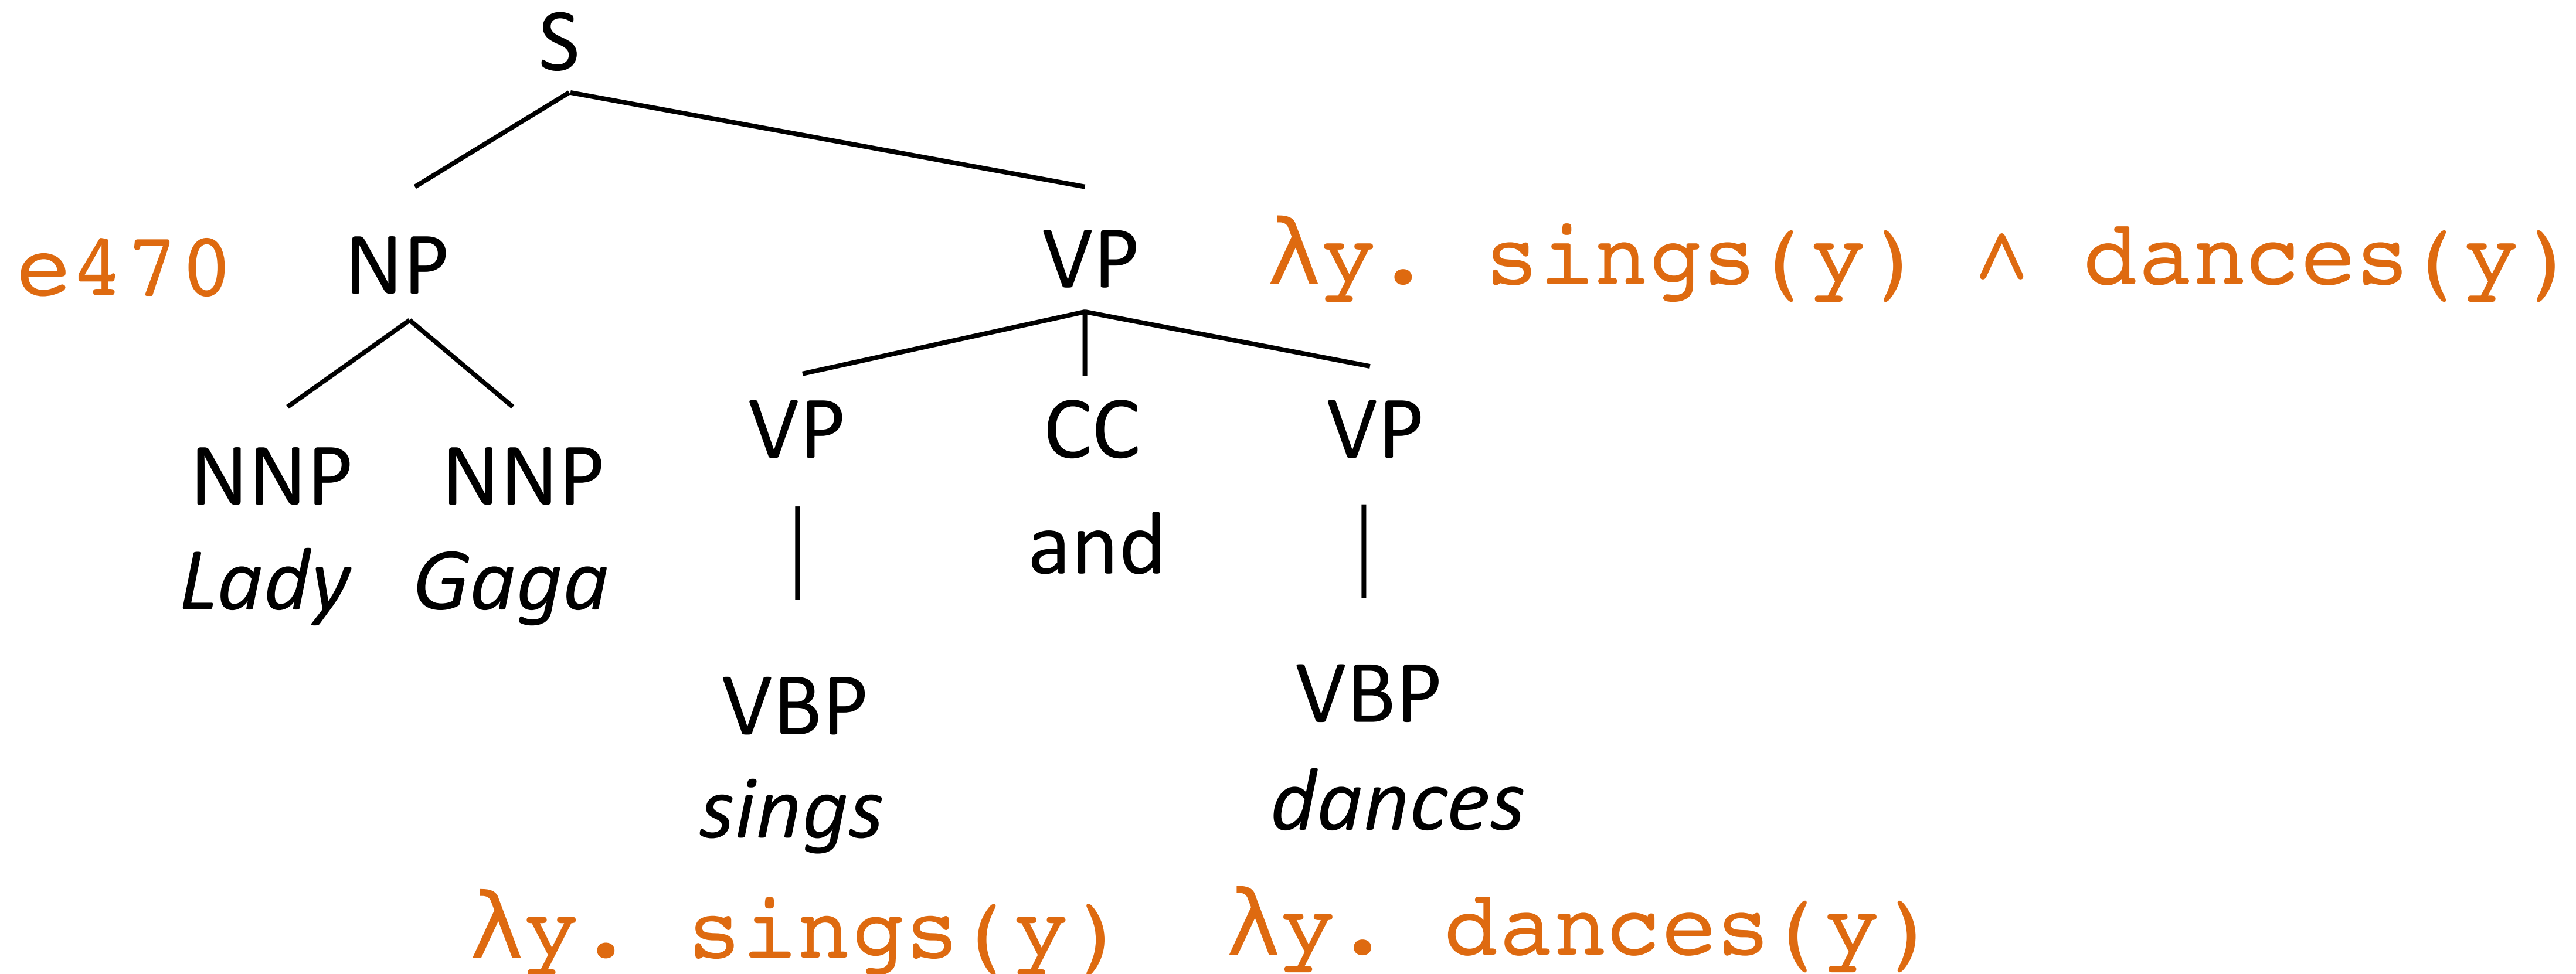 S
e470 NP VP λy. sings(y) ∧ dances(y)
VP CC VP
NNP NNP
and
Lady Gaga
VBP VBP
sings dances
λy. sings(y) λy. dances(y)